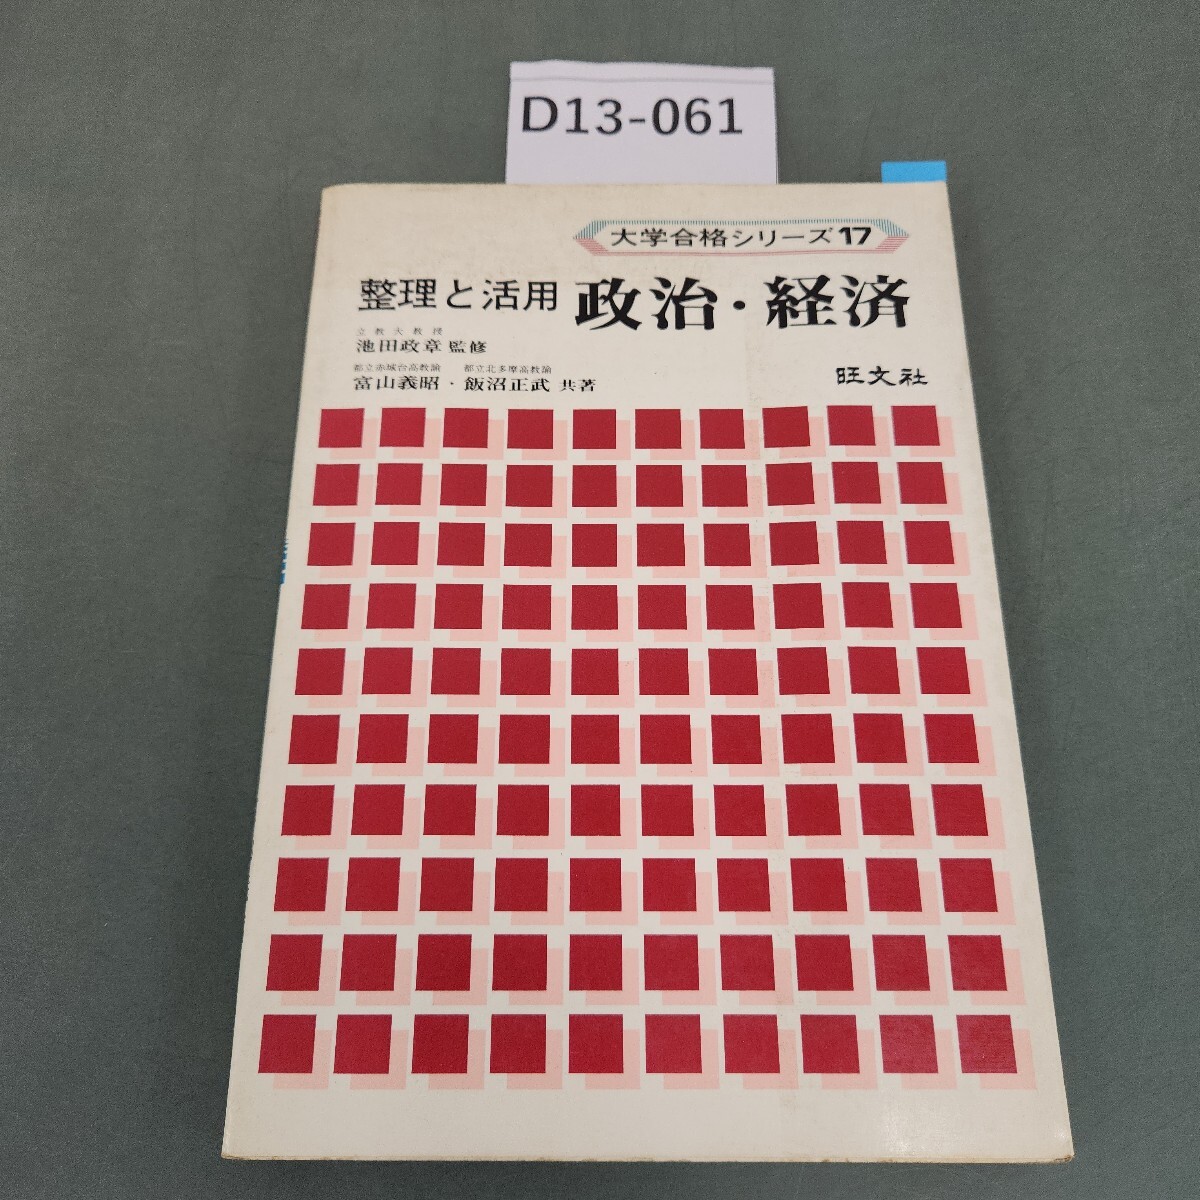 D13-061
大学合格シリーズ17
整理と活用 政治・経済
立教大教授
池田政章 監修
都立赤城台高教諭 都立北多摩高教諭
富山義昭・飯沼正武 共著
旺文社